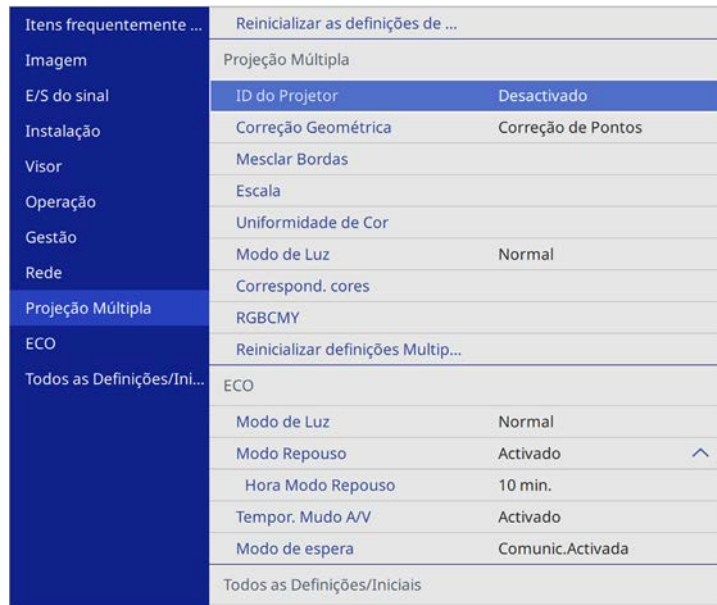 Itens frequentemente ...
Imagem
E/S do sinal
Instalação
Visor
Operação
Gestão
Rede
Projeção Múltipla
ECO
Todos as Definições/Ini...
Reinicializar as definições de ...
Projeção Múltipla
ID do Projetor Desactivado
Correção Geométrica Correção de Pontos
Mesclar Bordas
Escala
Uniformidade de Cor
Modo de Luz Normal
Correspond. cores
RGBCMY
Reinicializar definições Multip...
ECO
Modo de Luz Normal
Modo Repouso Activado
Hora Modo Repouso 10 min.
Tempor. Mudo A/V Activado
Modo de espera Comunic.Activada
Todos as Definições/Iniciais